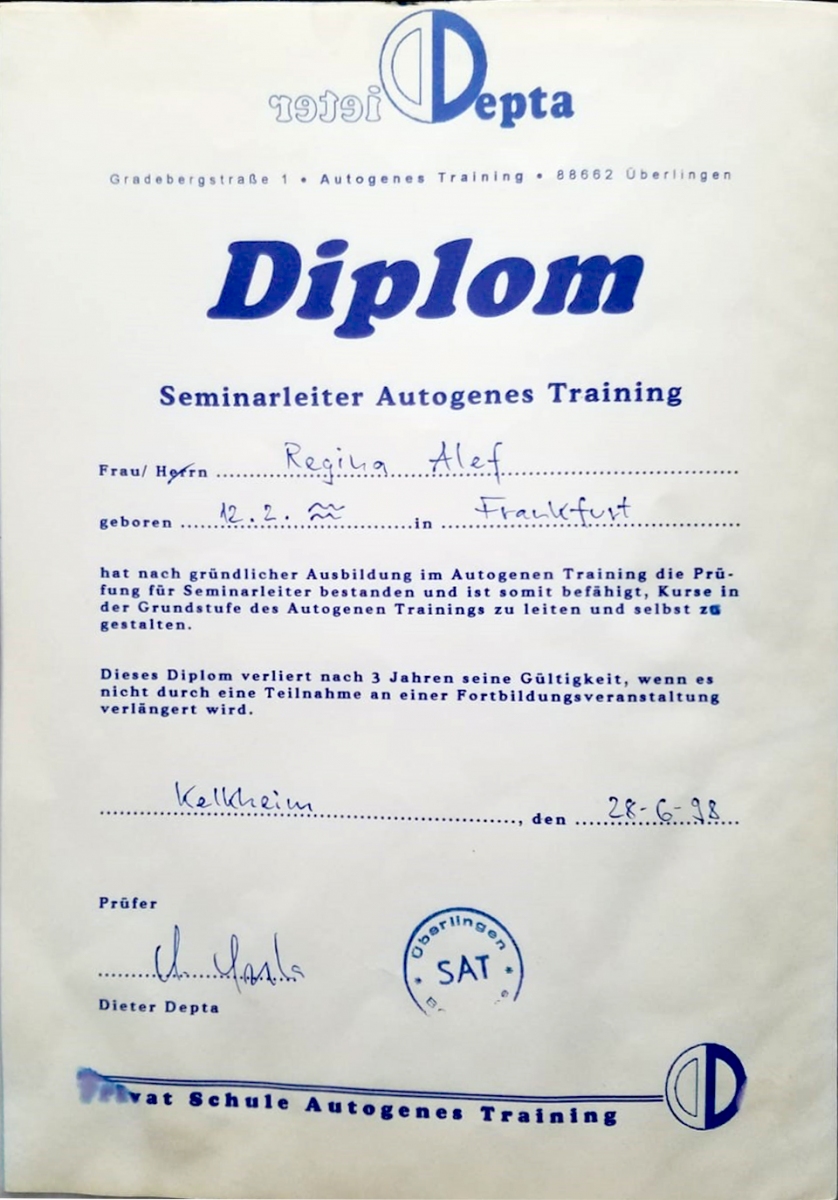 Dieter Depta
Gradebergstraße 1 • Autogenes Training • 88662 Überlingen
Diplom
Seminarleiter Autogenes Training
Frau/ Herrn Regina Alef
geboren 12.2. in Frankfurt
hat nach gründlicher Ausbildung im Autogenen Training die Prü-
fung für Seminarleiter bestanden und ist somit befähigt, Kurse in
der Grundstufe des Autogenen Trainings zu leiten und selbst zu
gestalten.
Dieses Diplom verliert nach 3 Jahren seine Gültigkeit, wenn es
nicht durch eine Teilnahme an einer Fortbildungsveranstaltung
verlängert wird.
Kelkheim, den 28-6-98
Prüfer
Überlingen
SAT
Dieter Depta
Privat Schule Autogenes Training